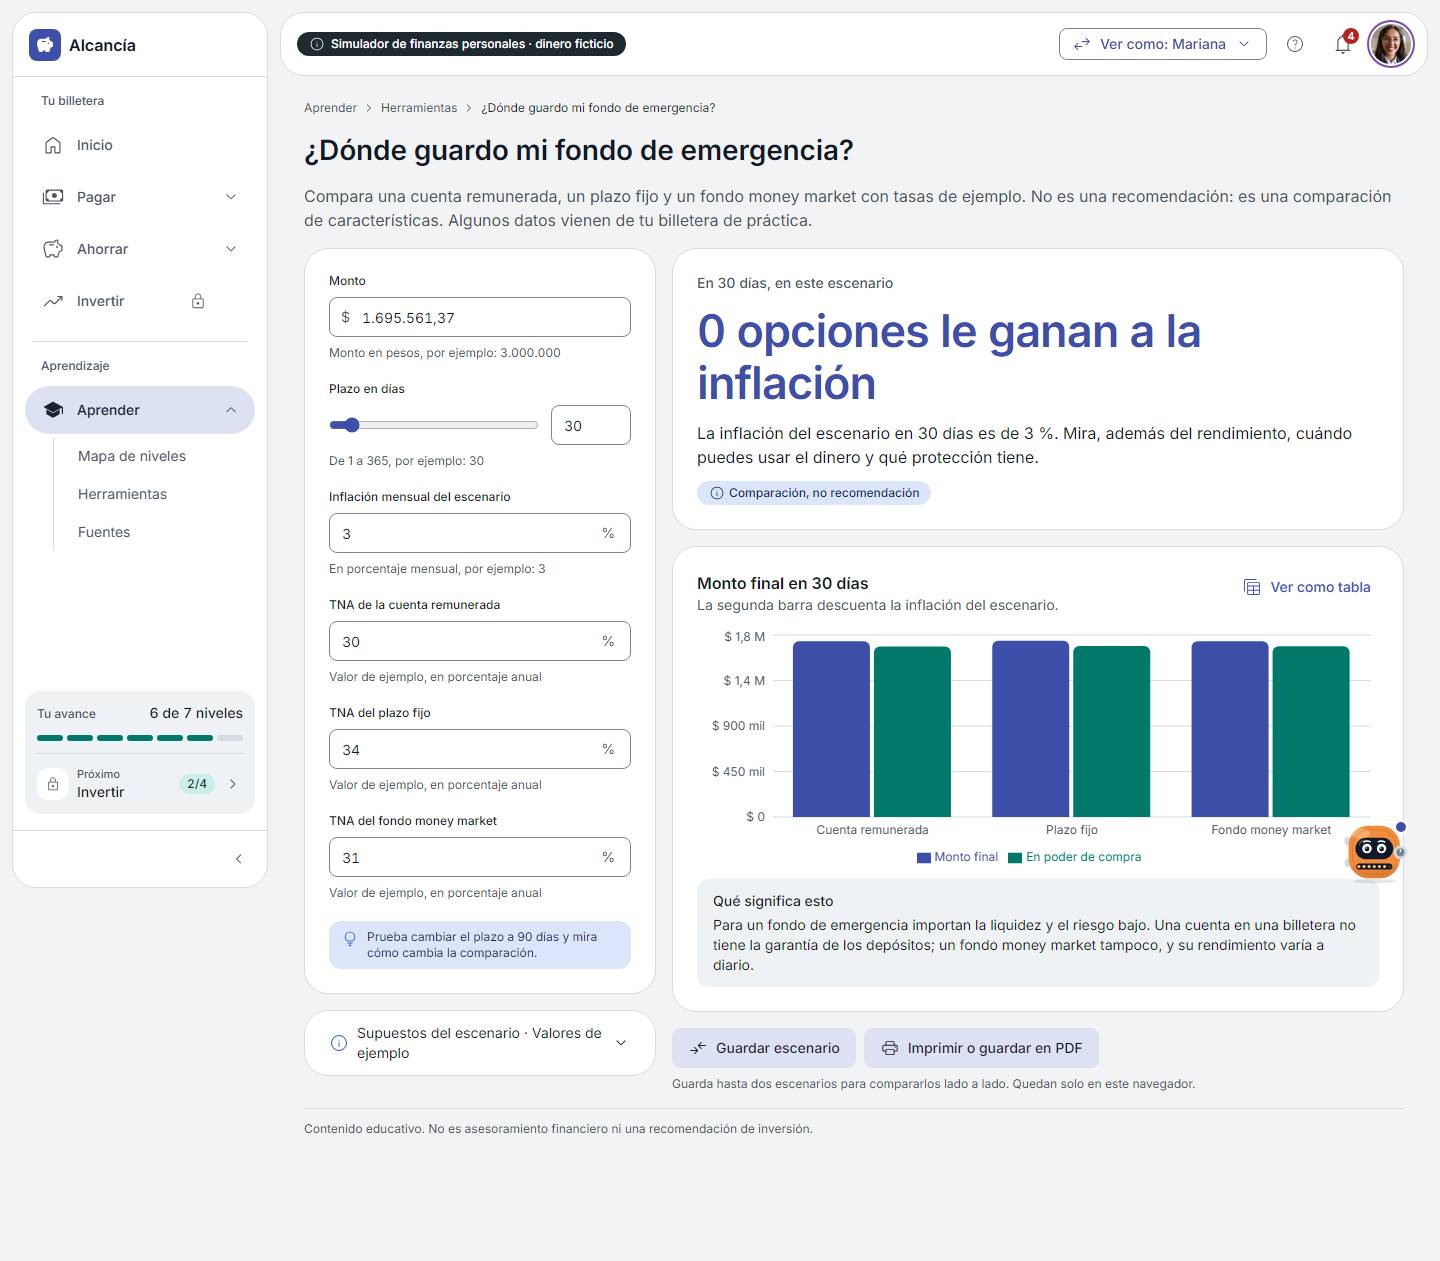 Alcancía
Simulador de finanzas personales · dinero ficticio
Ver como: Mariana
4
Tu billetera
Inicio
Pagar
Ahorrar
Invertir
Aprendizaje
Aprender
Mapa de niveles
Herramientas
Fuentes
Tu avance
6 de 7 niveles
Próximo
Invertir
2/4
Aprender
Herramientas
¿Dónde guardo mi fondo de emergencia?
¿Dónde guardo mi fondo de emergencia?
Compara una cuenta remunerada, un plazo fijo y un fondo money market con tasas de ejemplo. No es una recomendación: es una comparación
de características. Algunos datos vienen de tu billetera de práctica.
Monto
$ 1.695.561,37
Monto en pesos, por ejemplo: 3.000.000
Plazo en días
30
De 1 a 365, por ejemplo: 30
Inflación mensual del escenario
3 %
En porcentaje mensual, por ejemplo: 3
TNA de la cuenta remunerada
30 %
Valor de ejemplo, en porcentaje anual
TNA del plazo fijo
34 %
Valor de ejemplo, en porcentaje anual
TNA del fondo money market
31 %
Valor de ejemplo, en porcentaje anual
Prueba cambiar el plazo a 90 días y mira
cómo cambia la comparación.
Supuestos del escenario · Valores de
ejemplo
En 30 días, en este escenario
0 opciones le ganan a la
inflación
La inflación del escenario en 30 días es de 3 %. Mira, además del rendimiento, cuándo
puedes usar el dinero y qué protección tiene.
Comparación, no recomendación
Monto final en 30 días
La segunda barra descuenta la inflación del escenario.
Ver como tabla
$ 1,8 M
$ 1,4 M
$ 900 mil
$ 450 mil
$ 0
Cuenta remunerada
Plazo fijo
Fondo money market
Monto final
En poder de compra
Qué significa esto
Para un fondo de emergencia importan la liquidez y el riesgo bajo. Una cuenta en una billetera no
tiene la garantía de los depósitos; un fondo money market tampoco, y su rendimiento varía a
diario.
Guardar escenario
Imprimir o guardar en PDF
Guarda hasta dos escenarios para compararlos lado a lado. Quedan solo en este navegador.
Contenido educativo. No es asesoramiento financiero ni una recomendación de inversión.